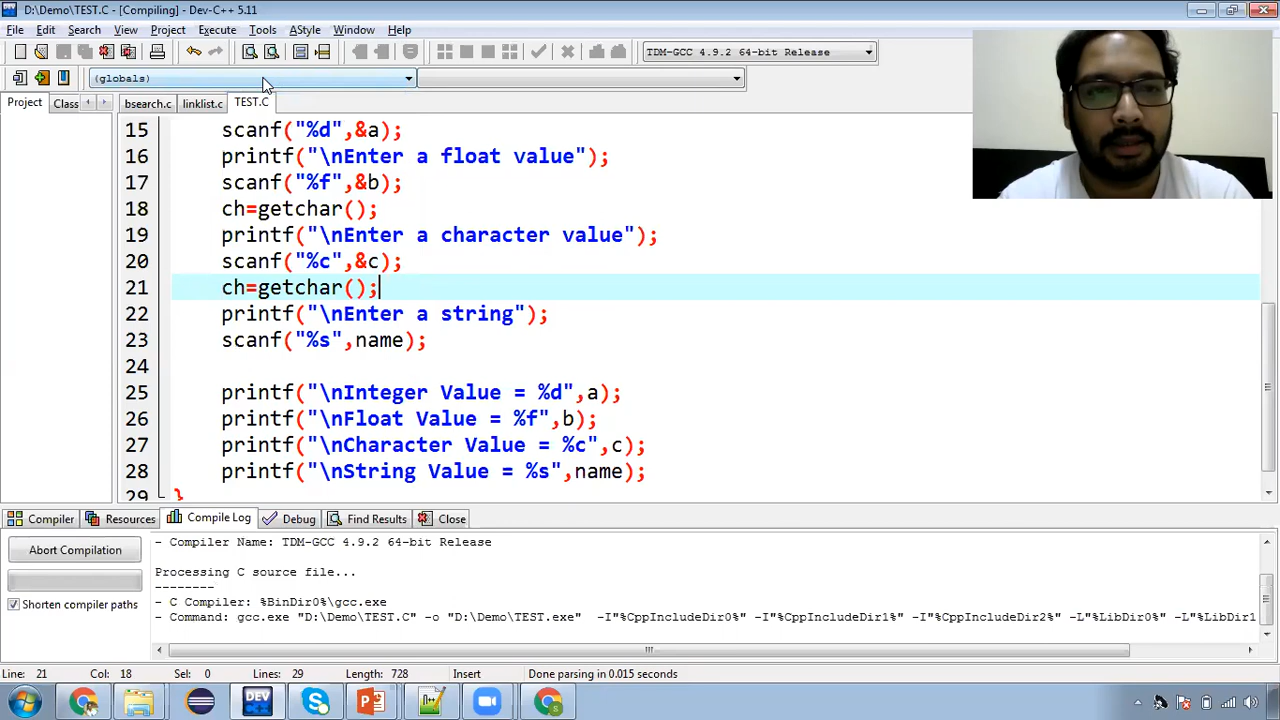 D:\Demo\TEST.C - [Compiling] - Dev-C++ 5.11
File Edit Search View Project Execute Tools AStyle Window Help
TDM-GCC 4.9.2 64-bit Release
(globals)
Project Class bsearch.c linklist.c TEST.C
15 scanf("%d",&a);
16 printf("\nEnter a float value");
17 scanf("%f",&b);
18 ch=getchar();
19 printf("\nEnter a character value");
20 scanf("%c",&c);
21 ch=getchar();
22 printf("\nEnter a string");
23 scanf("%s",name);
24
25 printf("\nInteger Value = %d",a);
26 printf("\nFloat Value = %f",b);
27 printf("\nCharacter Value = %c",c);
28 printf("\nString Value = %s",name);
29 }
Compiler Resources Compile Log Debug Find Results Close
Abort Compilation
Shorten compiler paths
- Compiler Name: TDM-GCC 4.9.2 64-bit Release
Processing C source file...
--------
- C Compiler: %BinDir0%\gcc.exe
- Command: gcc.exe "D:\Demo\TEST.C" -o "D:\Demo\TEST.exe" -I"%CppIncludeDir0%" -I"%CppIncludeDir1%" -I"%CppIncludeDir2%" -L"%LibDir0%" -L"%LibDir1
Line: 21 Col: 18 Sel: 0 Lines: 29 Length: 728 Insert Done parsing in 0.015 seconds
DEV